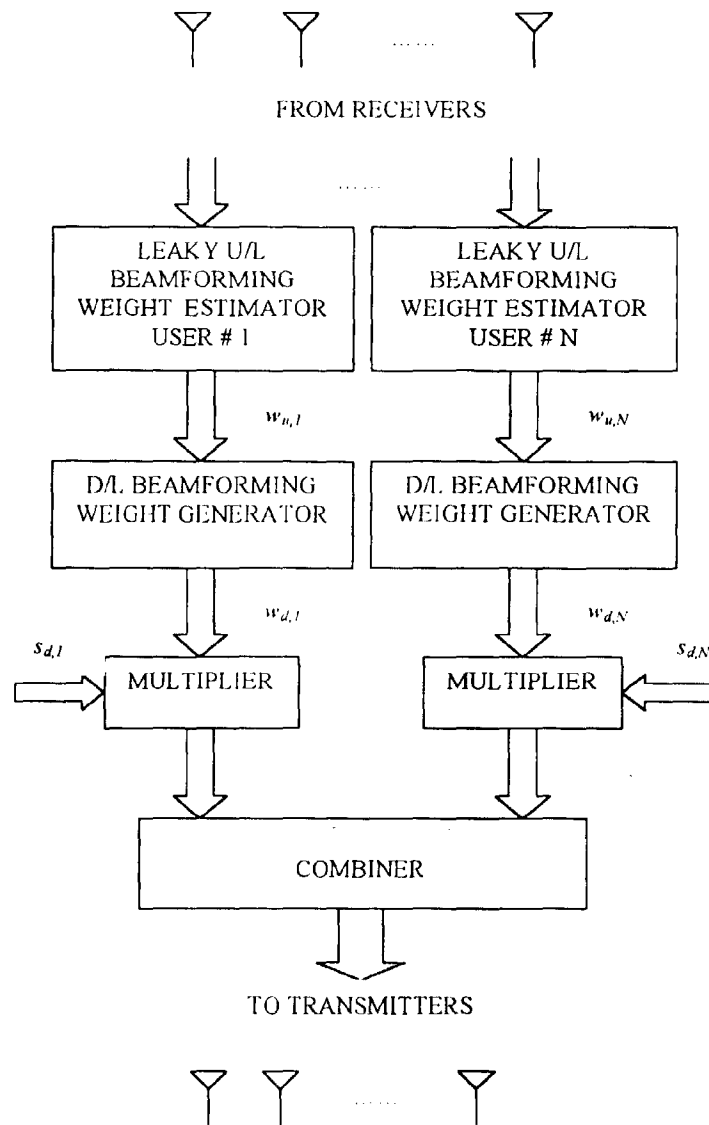 ......
FROM RECEIVERS
......
LEAKY U/L
BEAMFORMING
WEIGHT ESTIMATOR
USER # 1
LEAKY U/L
BEAMFORMING
WEIGHT ESTIMATOR
USER # N
w_{u,1}
w_{u,N}
D/L BEAMFORMING
WEIGHT GENERATOR
D/L BEAMFORMING
WEIGHT GENERATOR
w_{d,1}
w_{d,N}
s_{d,1}
s_{d,N}
MULTIPLIER
MULTIPLIER
COMBINER
TO TRANSMITTERS
......